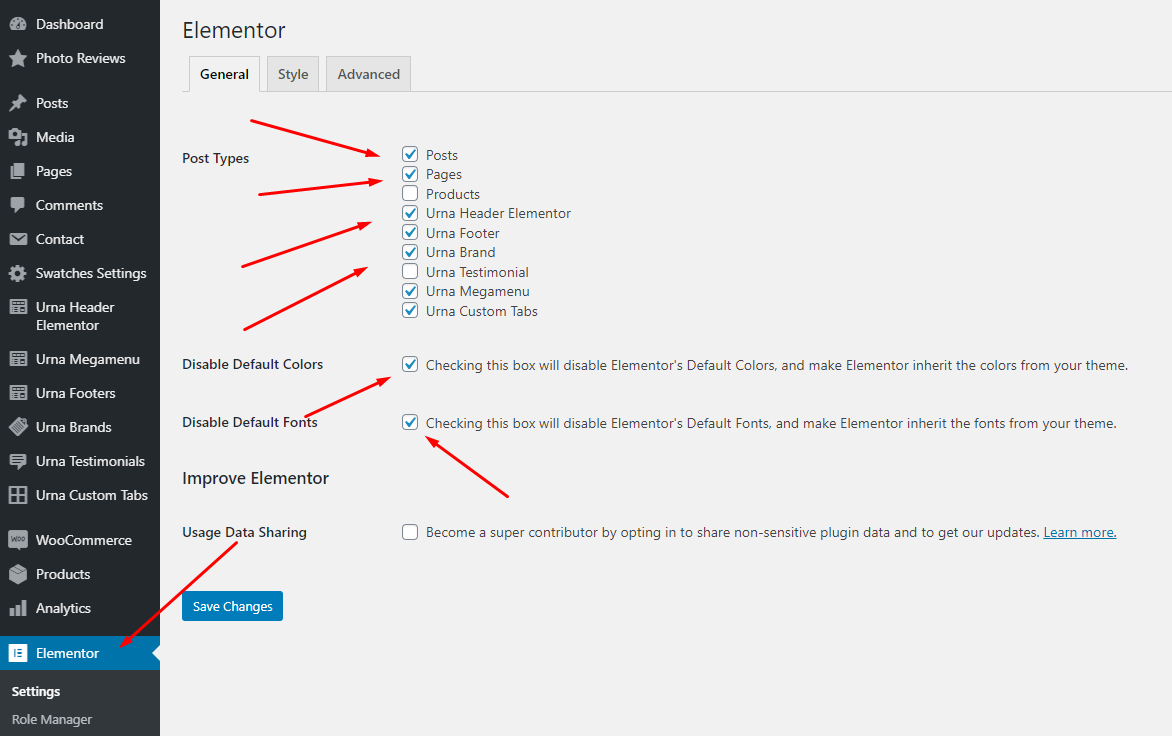 Dashboard
Photo Reviews
Posts
Media
Pages
Comments
Contact
Swatches Settings
Urna Header
Elementor
Urna Megamenu
Urna Footers
Urna Brands
Urna Testimonials
Urna Custom Tabs
WOO
WooCommerce
Products
Analytics
Elementor
Settings
Role Manager
Elementor
General
Style
Advanced
Post Types
Posts
Pages
Products
Urna Header Elementor
Urna Footer
Urna Brand
Urna Testimonial
Urna Megamenu
Urna Custom Tabs
Disable Default Colors
Checking this box will disable Elementor's Default Colors, and make Elementor inherit the colors from your theme.
Disable Default Fonts
Checking this box will disable Elementor's Default Fonts, and make Elementor inherit the fonts from your theme.
Improve Elementor
Usage Data Sharing
Become a super contributor by opting in to share non-sensitive plugin data and to get our updates. Learn more.
Save Changes